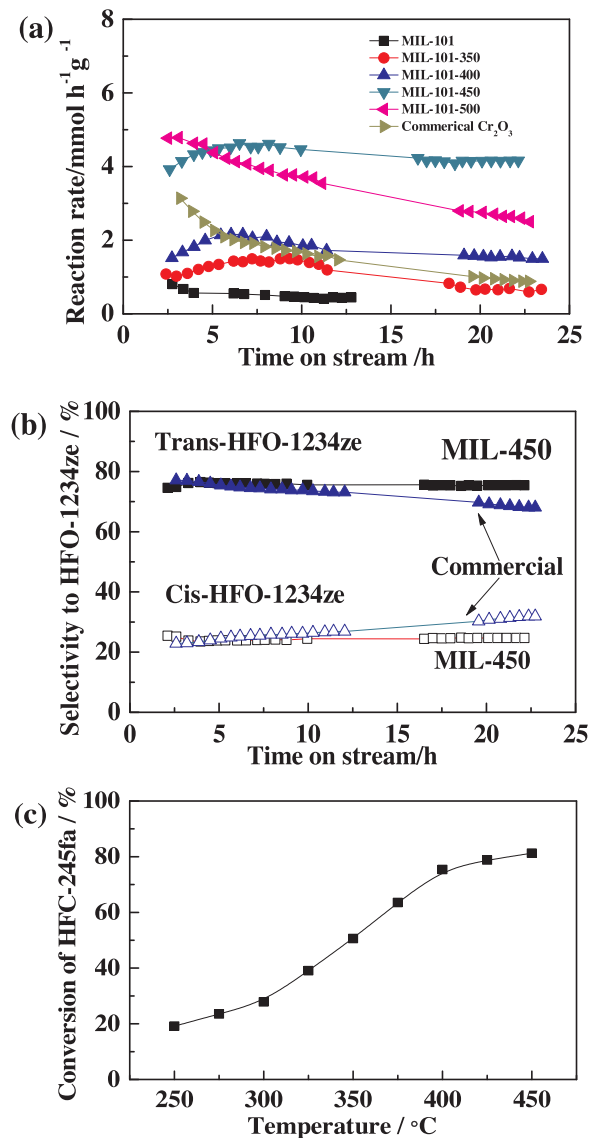 (a)
Reaction rate/mmol h⁻¹g⁻¹
8
6
4
2
0
MIL-101
MIL-101-350
MIL-101-400
MIL-101-450
MIL-101-500
Commerical Cr₂O₃
0 5 10 15 20 25
Time on stream /h
(b)
Selectivity to HFO-1234ze / %
100
80
60
40
20
0
Trans-HFO-1234ze
MIL-450
Commercial
Cis-HFO-1234ze
MIL-450
0 5 10 15 20 25
Time on stream/h
(c)
Conversion of HFC-245fa / %
100
80
60
40
20
0
250 300 350 400 450
Temperature / °C